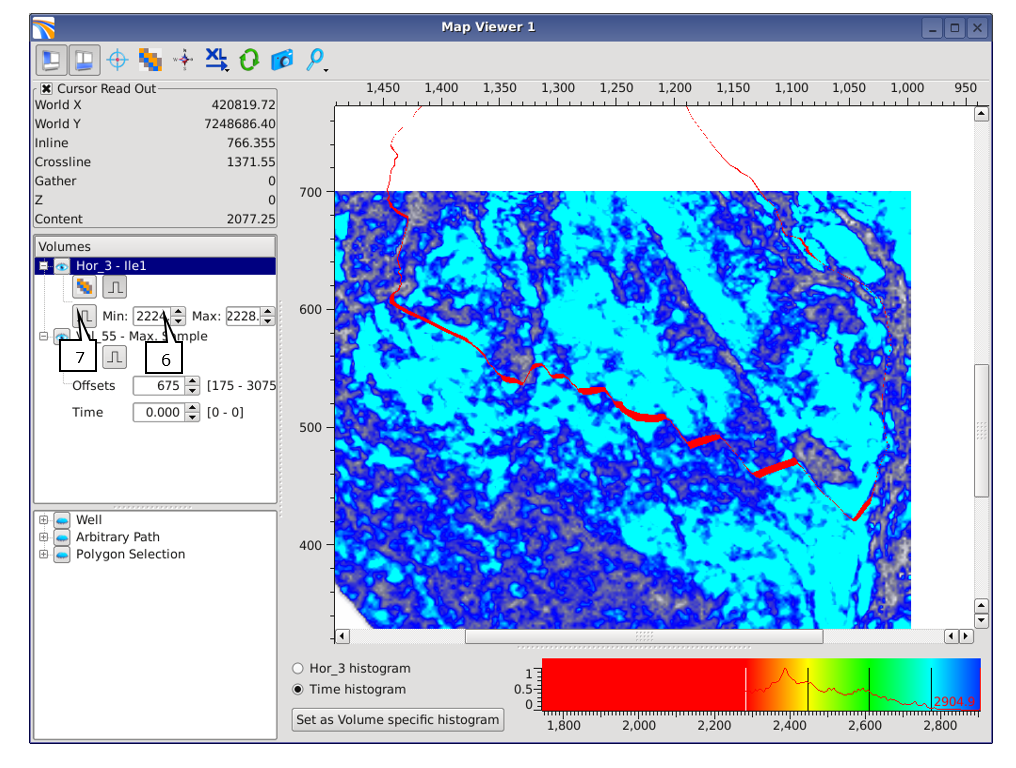 Map Viewer 1
XL
Cursor Read Out
World X 420819.72
World Y 7248686.40
Inline 766.355
Crossline 1371.55
Gather 0
Z 0
Content 2077.25
Volumes
Hor_3 - Ile1
Min: 2224 Max: 2228.
_55 - Max. Sample
7
6
Offsets 675 [175 - 3075
Time 0.000 [0 - 0]
Well
Arbitrary Path
Polygon Selection
1,450 1,400 1,350 1,300 1,250 1,200 1,150 1,100 1,050 1,000 950
700
600
500
400
Hor_3 histogram
Time histogram
Set as Volume specific histogram
1
0.5
0
2904.0
1,800 2,000 2,200 2,400 2,600 2,800